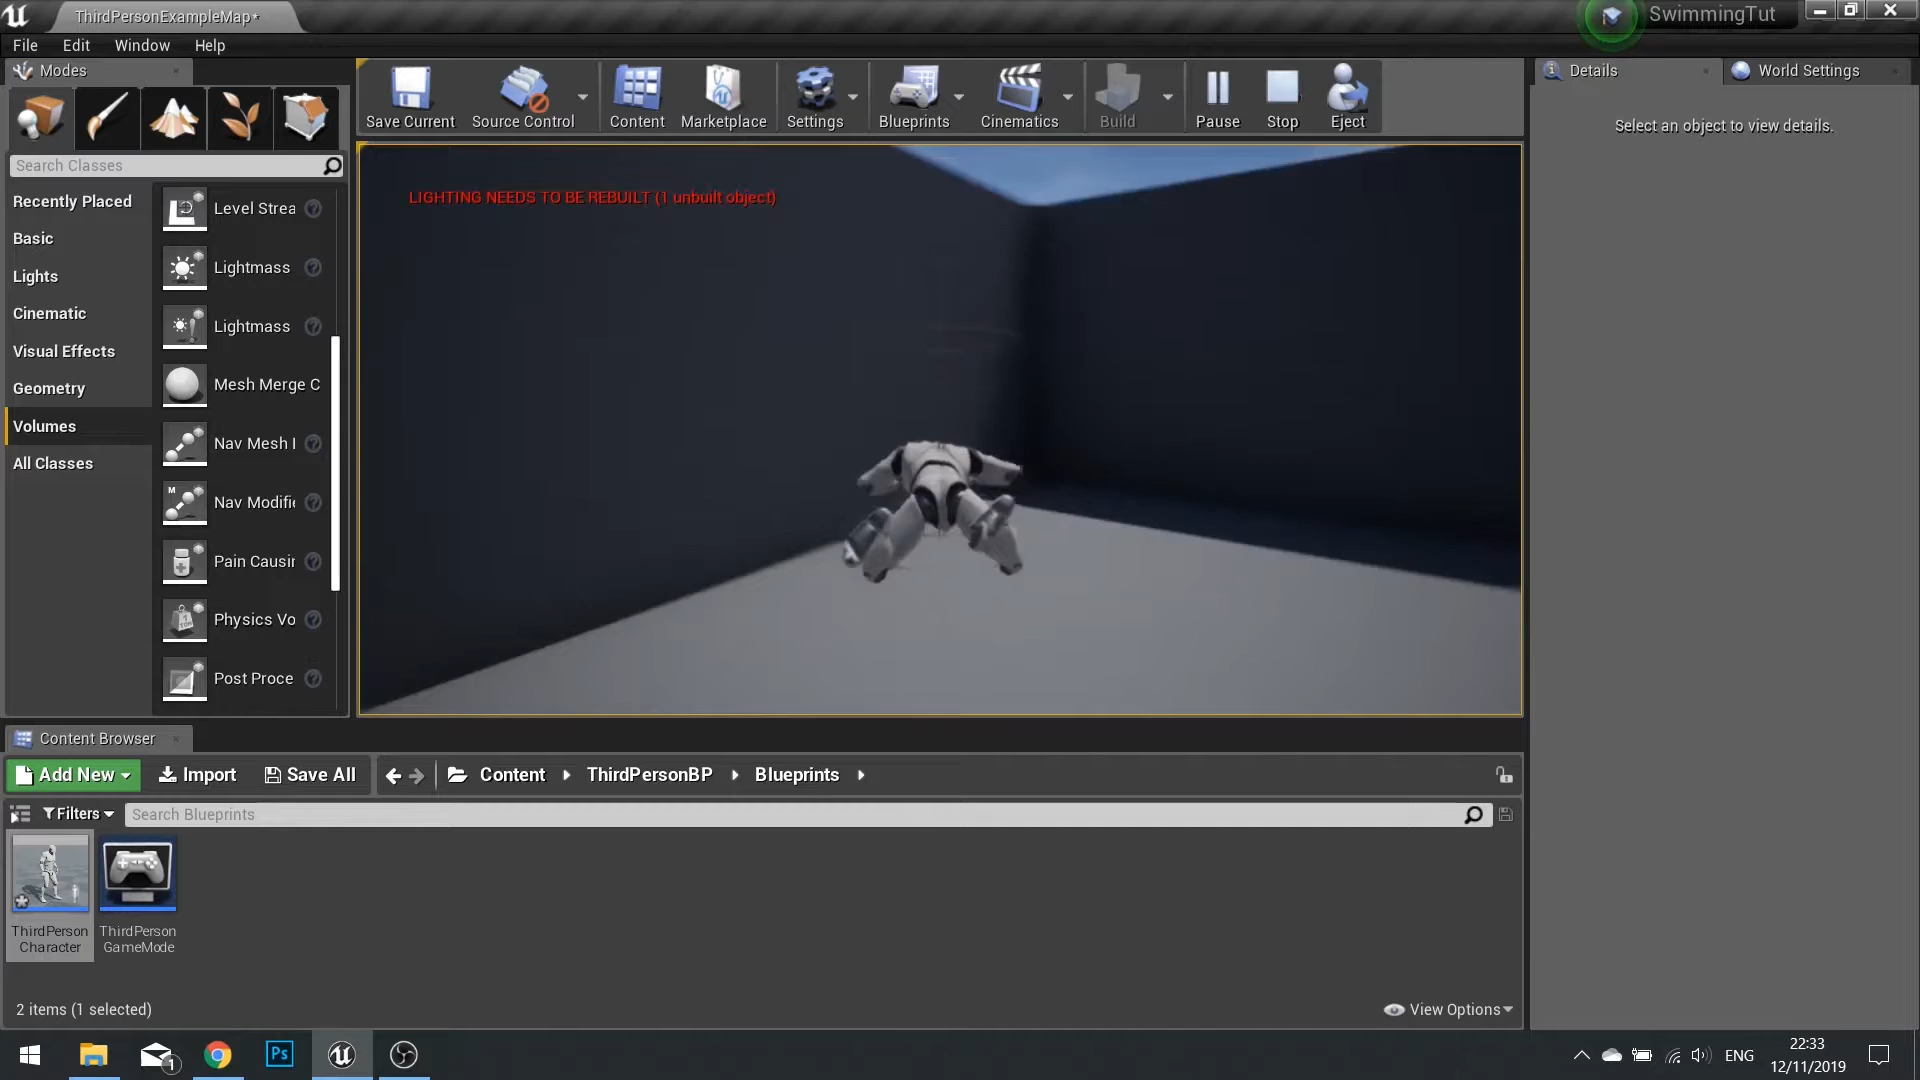 ThirdPersonExampleMap*
SwimmingTut
File Edit Window Help
Modes
Save Current
Source Control
Content
Marketplace
Settings
Blueprints
Cinematics
Build
Pause
Stop
Eject
Details
World Settings
Select an object to view details.
Search Classes
Recently Placed
Basic
Lights
Cinematic
Visual Effects
Geometry
Volumes
All Classes
Level Strea
Lightmass
Lightmass
Mesh Merge C
Nav Mesh
Nav Modifi
Pain Causin
Physics Vo
Post Proce
LIGHTING NEEDS TO BE REBUILT (1 unbuilt object)
Content Browser
Add New Import Save All Content ThirdPersonBP Blueprints
Filters Search Blueprints
ThirdPerson
Character
ThirdPerson
GameMode
2 items (1 selected)
View Options
Ps
1
ENG
22:33
12/11/2019